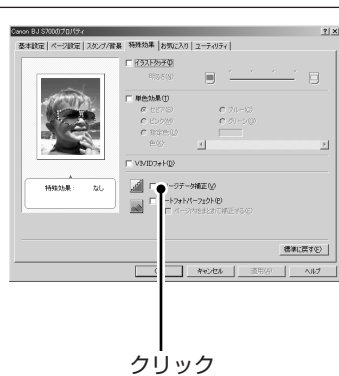 Canon BJ S700のプロパティ
基本設定 ページ設定 スタンプ/背景 特殊効果 お気に入り ユーティリティ
イラストタッチ(I)
明るさ(N)
単色効果(T)
セピア(S) ブルー(O)
ピンク(W) グリーン(G)
指定色(L)
色(K)
VIVIDフォト(D)
特殊効果: なし
ージデータ補正(V)
ートフォトパーフェクト(P)
標準に戻す(F)
キャンセル 適用(A) ヘルプ
クリック